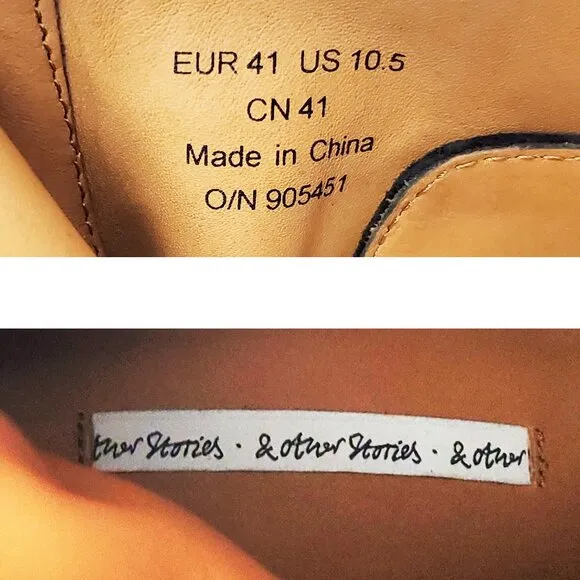 EUR 41 US 10.5
CN 41
Made in China
O/N 905451
ther Stories · & other Stories · & other